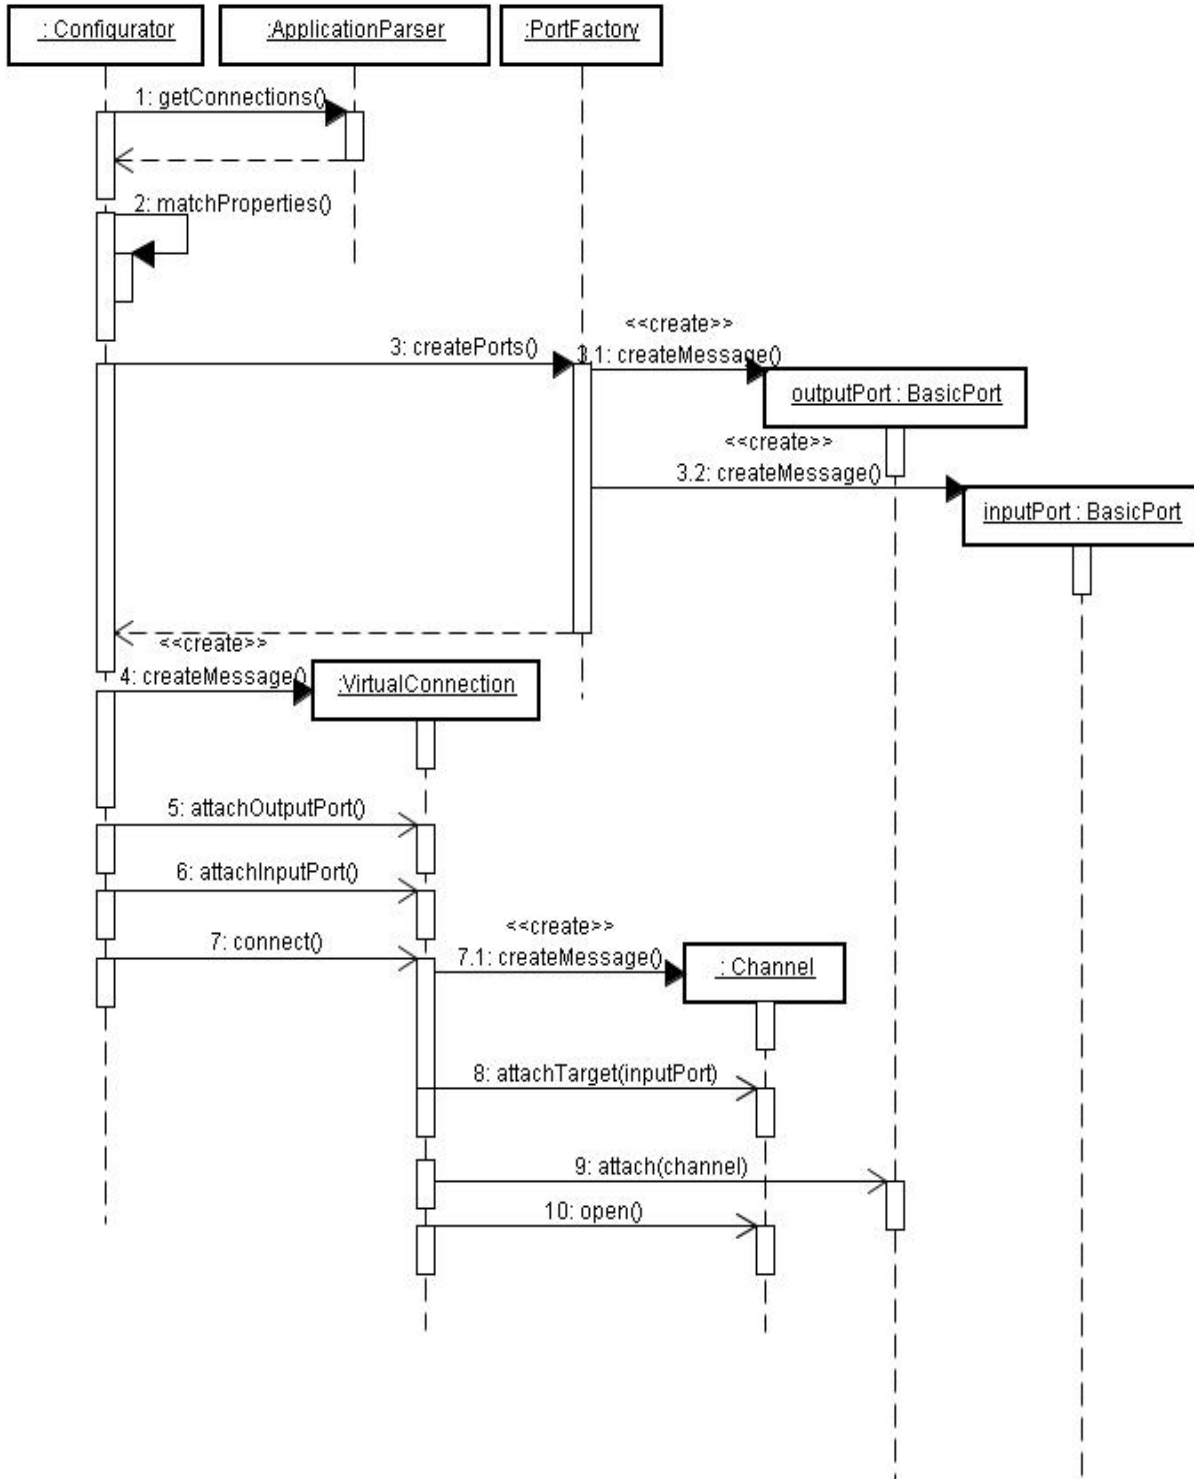 : Configurator
:ApplicationParser
:PortFactory
1: getConnections()
2: matchProperties()
<<create>>
3: createPorts()
3.1: createMessage()
outputPort : BasicPort
<<create>>
3.2: createMessage()
inputPort : BasicPort
<<create>>
4: createMessage()
:VirtualConnection
5: attachOutputPort()
6: attachInputPort()
<<create>>
7: connect()
7.1: createMessage()
: Channel
8: attachTarget(inputPort)
9: attach(channel)
10: open()